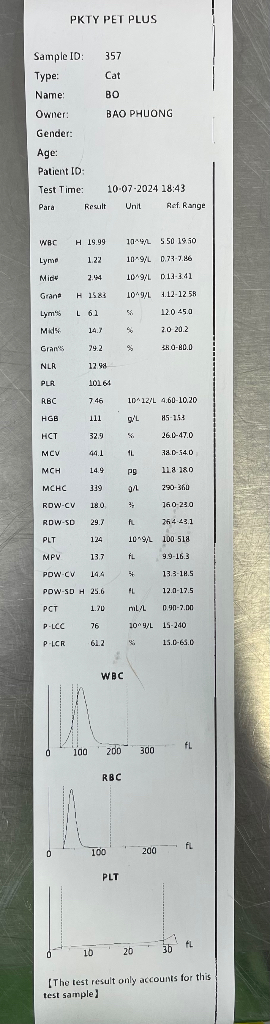 PKTY PET PLUS
Sample ID: 357
Type: Cat
Name: BO
Owner: BAO PHUONG
Gender:
Age:
Patient ID:
Test Time: 10-07-2024 18:43
Para Result Unit Ref. Range
WBC H 19.99 10^9/L 5.50-19.50
Lym# 1.22 10^9/L 0.73-7.86
Mid# 2.94 10^9/L 0.13-3.41
Gran# H 15.83 10^9/L 3.12-12.58
Lym% L 6.1 % 12.0-45.0
Mid% 14.7 % 2.0-20.2
Gran% 79.2 % 38.0-80.0
NLR 12.98
PLR 101.64
RBC 7.46 10^12/L 4.60-10.20
HGB 111 g/L 85-153
HCT 32.9 % 26.0-47.0
MCV 44.1 fL 38.0-54.0
MCH 14.9 pg 11.8-18.0
MCHC 339 g/L 290-360
RDW-CV 18.0 % 16.0-23.0
RDW-SD 29.7 fL 26.4-43.1
PLT 124 10^9/L 100-518
MPV 13.7 fL 9.9-16.3
PDW-CV 14.4 % 13.3-18.5
PDW-SD H 25.6 fL 12.0-17.5
PCT 1.70 mL/L 0.90-7.00
P-LCC 76 10^9/L 15-240
P-LCR 61.2 % 15.0-65.0
WBC
0 100 200 300 fL
RBC
0 100 200 fL
PLT
0 10 20 30 fL
【The test result only accounts for this
test sample】